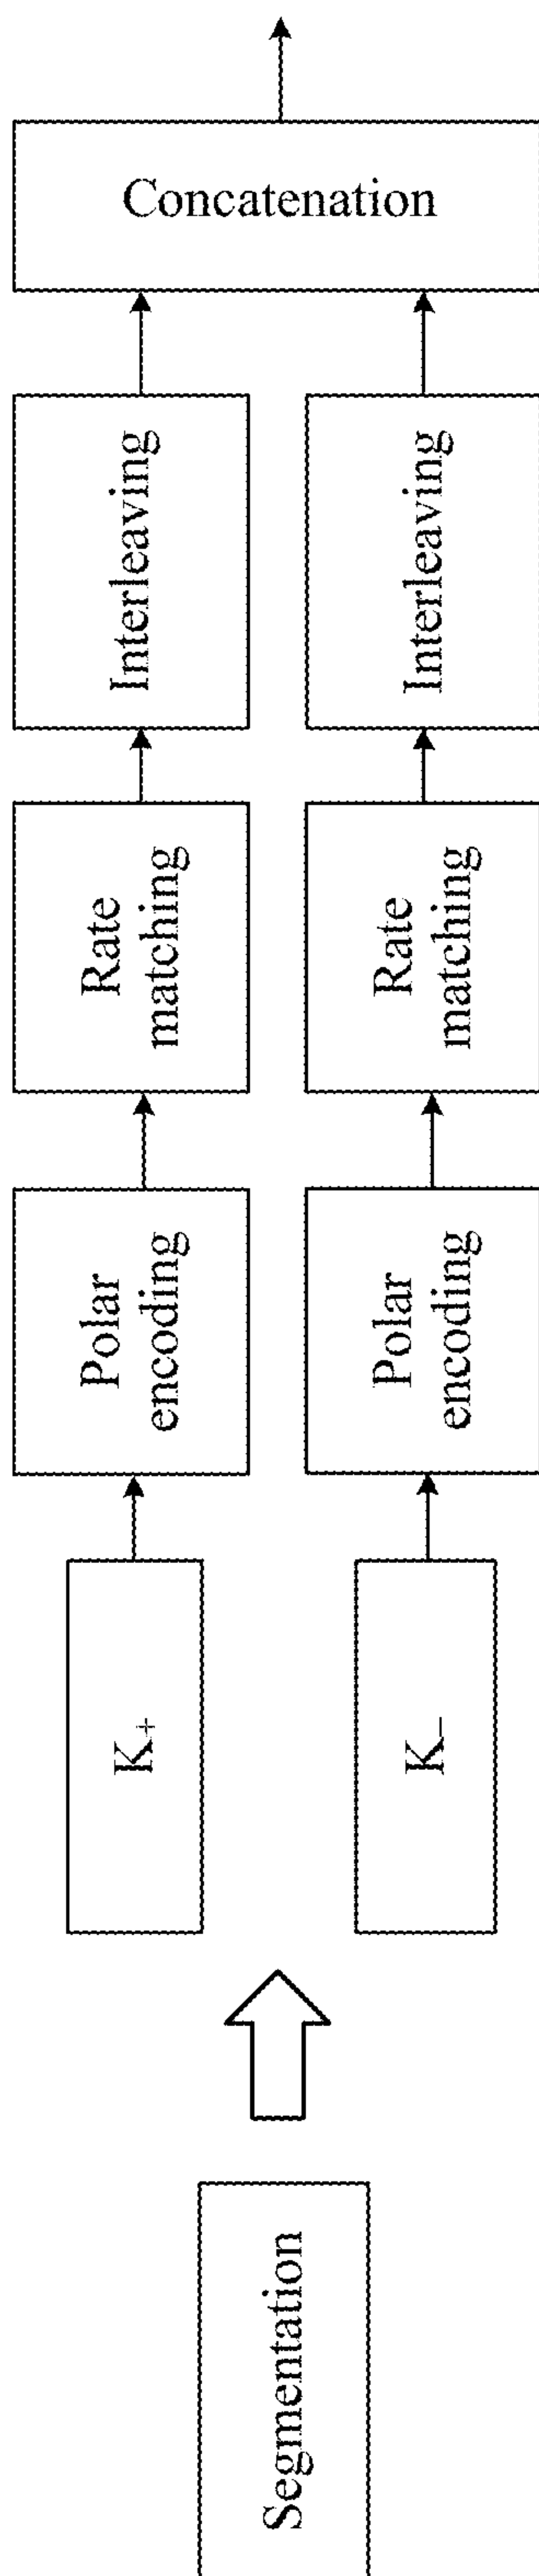 Segmentation
K₊
Polar
encoding
Rate
matching
Interleaving
K₋
Polar
encoding
Rate
matching
Interleaving
Concatenation